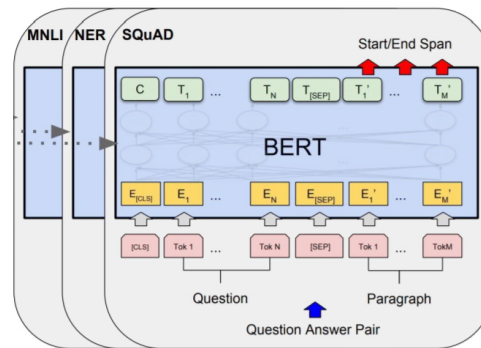 MNLI NER SQuAD
Start/End Span
C T1 ... TN T[SEP] T1' ... TM'
BERT
E[CLS] E1 ... EN E[SEP] E1' ... EM'
[CLS] Tok 1 ... Tok N [SEP] Tok 1 ... TokM
Question Paragraph
Question Answer Pair